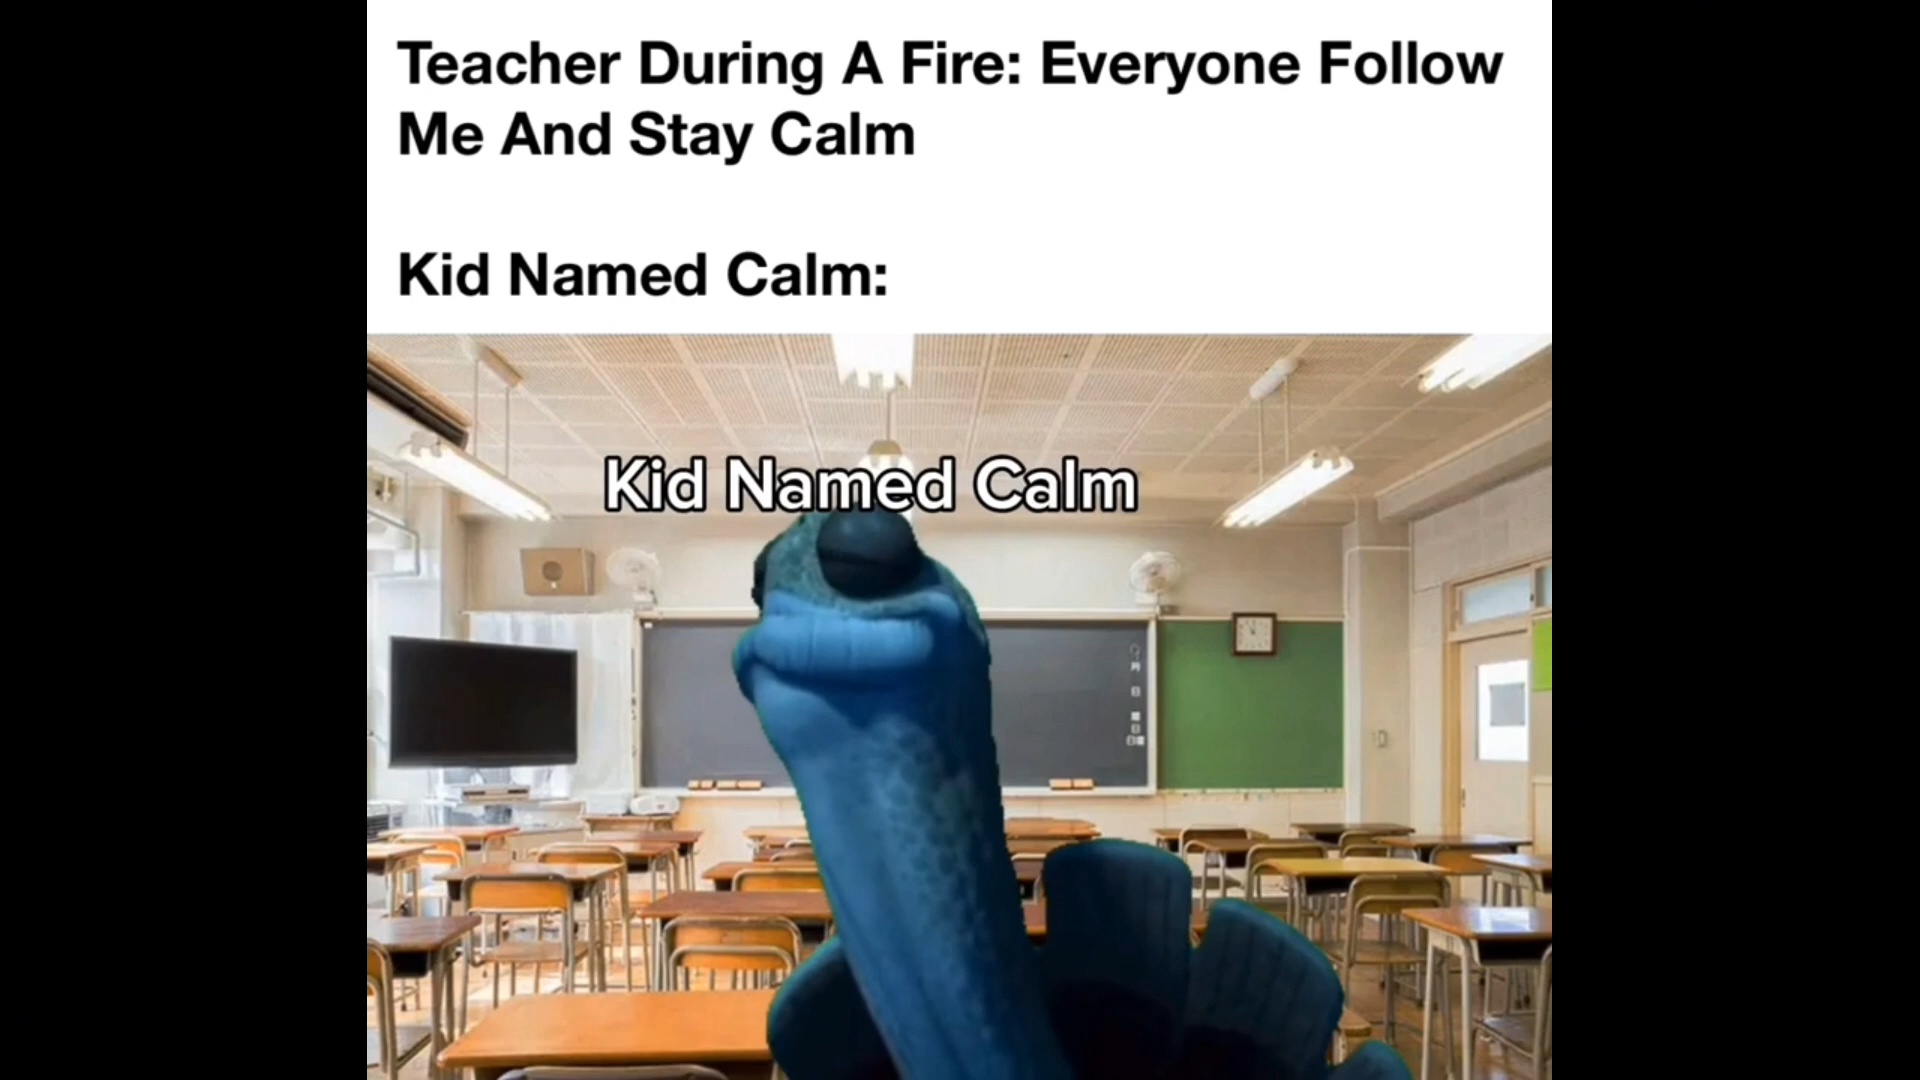 Teacher During A Fire: Everyone Follow
Me And Stay Calm
Kid Named Calm:
Kid Named Calm